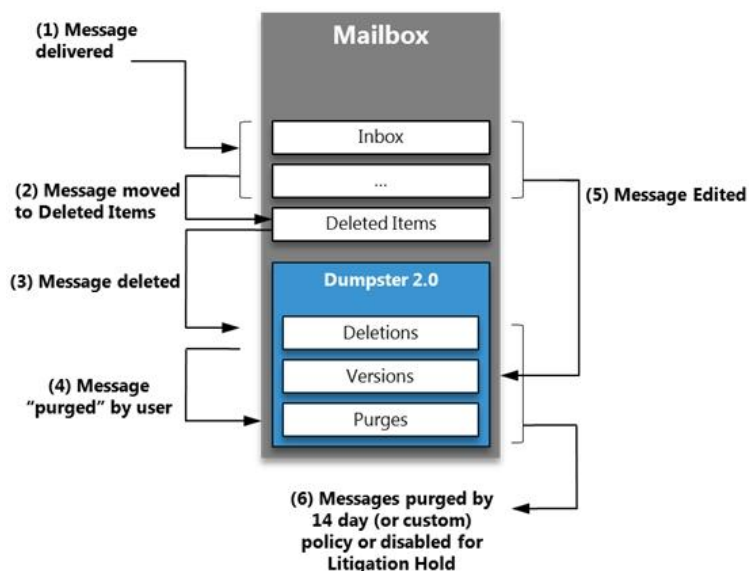 (1) Message
delivered
Mailbox
Inbox
...
(2) Message moved
to Deleted Items
Deleted Items
(5) Message Edited
(3) Message deleted
Dumpster 2.0
Deletions
Versions
Purges
(4) Message
“purged” by user
(6) Messages purged by
14 day (or custom)
policy or disabled for
Litigation Hold